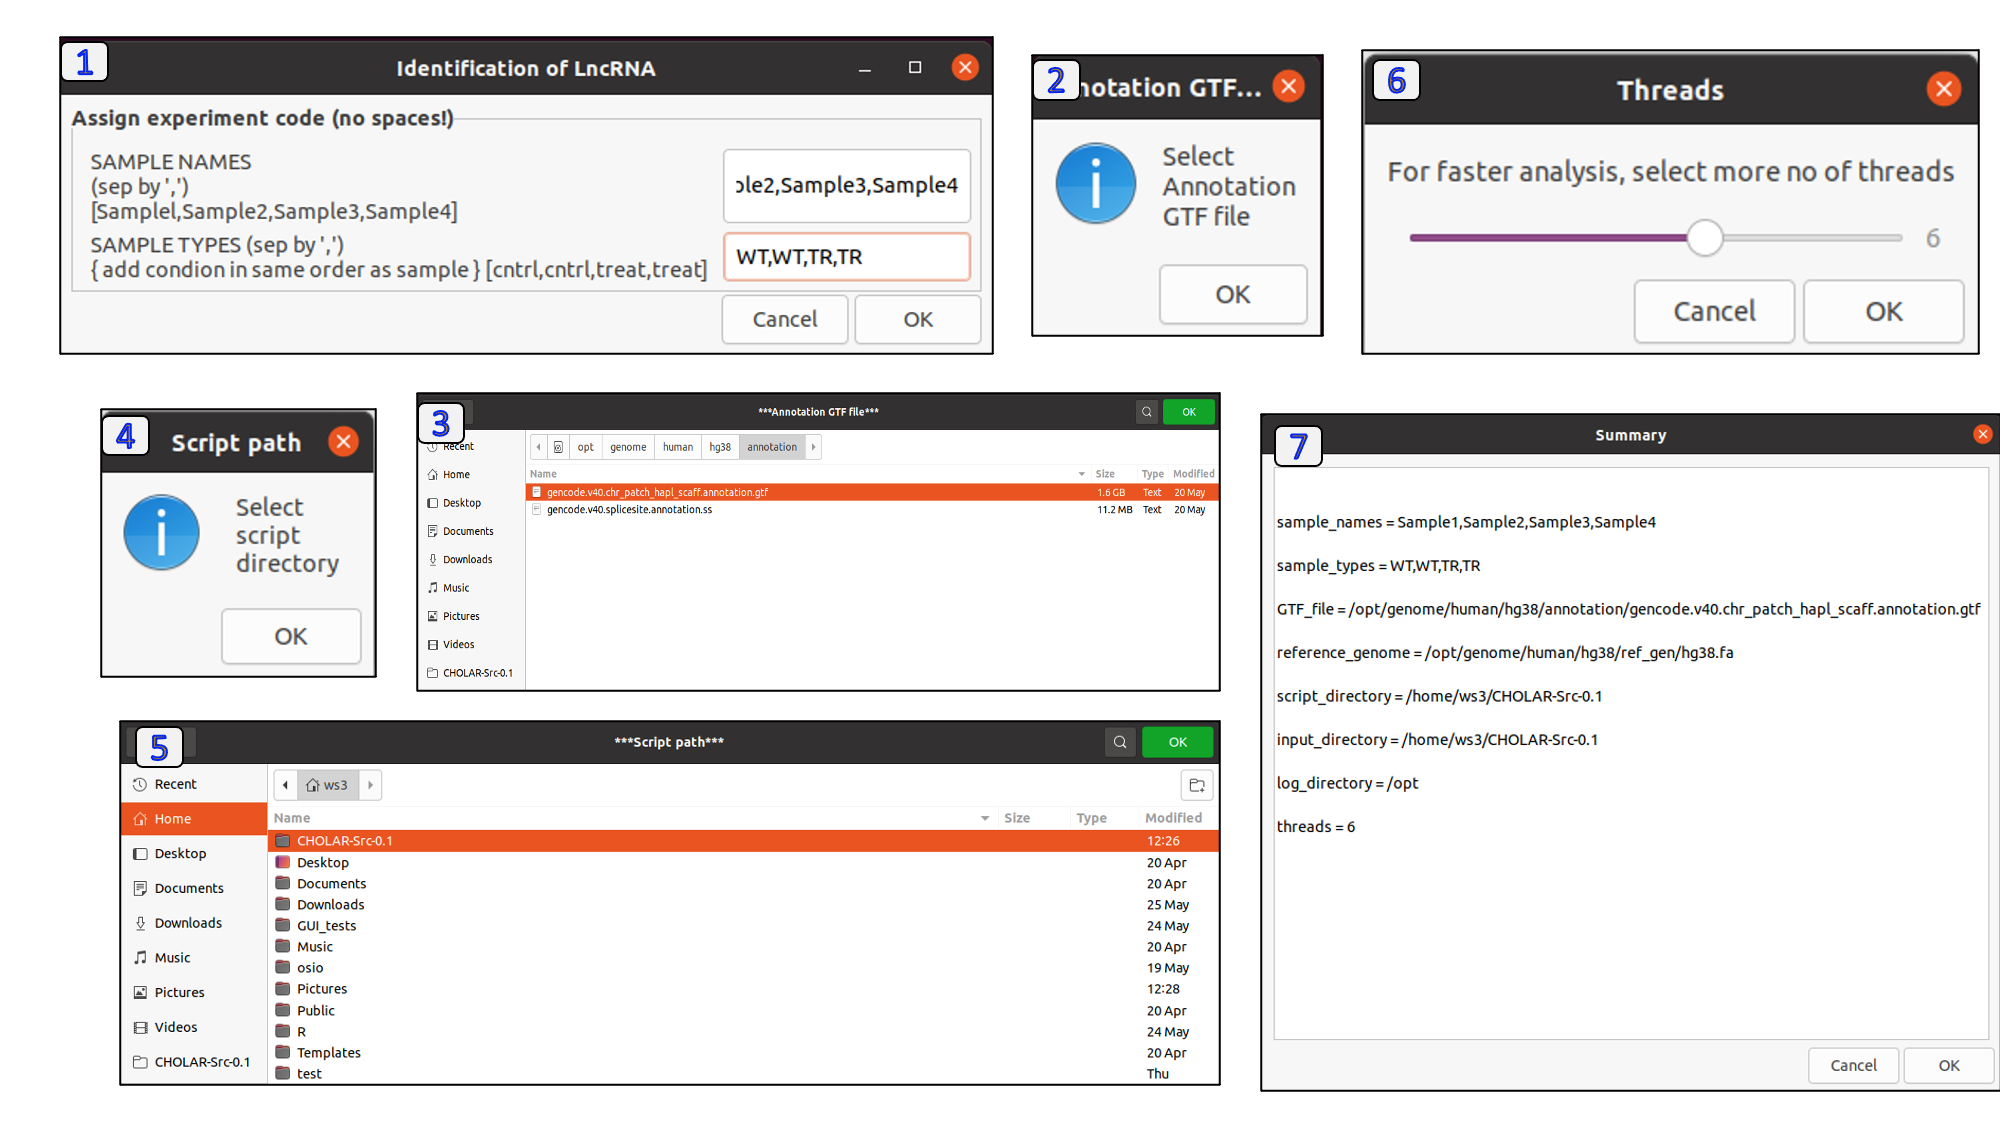 1
Identification of LncRNA
Assign experiment code (no spaces!)
SAMPLE NAMES
(sep by ',')
[Samplel,Sample2,Sample3,Sample4]
ple2,Sample3,Sample4
SAMPLE TYPES (sep by ',')
{ add condion in same order as sample } [cntrl,cntrl,treat,treat]
WT,WT,TR,TR
Cancel OK
2
notation GTF...
Select
Annotation
GTF file
OK
6
Threads
For faster analysis, select more no of threads
6
Cancel OK
4
Script path
Select
script
directory
OK
3
***Annotation GTF file***
OK
Recent
Home
Desktop
Documents
Downloads
Music
Pictures
Videos
CHOLAR-Src-0.1
opt genome human hg38 annotation
Name Size Type Modified
gencode.v40.chr_patch_hapl_scaff.annotation.gtf 1.6 GB Text 20 May
gencode.v40.splicesite.annotation.ss 11.2 MB Text 20 May
5
***Script path***
OK
Recent
Home
Desktop
Documents
Downloads
Music
Pictures
Videos
CHOLAR-Src-0.1
ws3
Name Size Type Modified
CHOLAR-Src-0.1 12:26
Desktop 20 Apr
Documents 20 Apr
Downloads 25 May
GUI_tests 24 May
Music 20 Apr
osio 19 May
Pictures 12:28
Public 20 Apr
R 24 May
Templates 20 Apr
test Thu
7
Summary
sample_names = Sample1,Sample2,Sample3,Sample4
sample_types = WT,WT,TR,TR
GTF_file = /opt/genome/human/hg38/annotation/gencode.v40.chr_patch_hapl_scaff.annotation.gtf
reference_genome = /opt/genome/human/hg38/ref_gen/hg38.fa
script_directory = /home/ws3/CHOLAR-Src-0.1
input_directory = /home/ws3/CHOLAR-Src-0.1
log_directory = /opt
threads = 6
Cancel OK